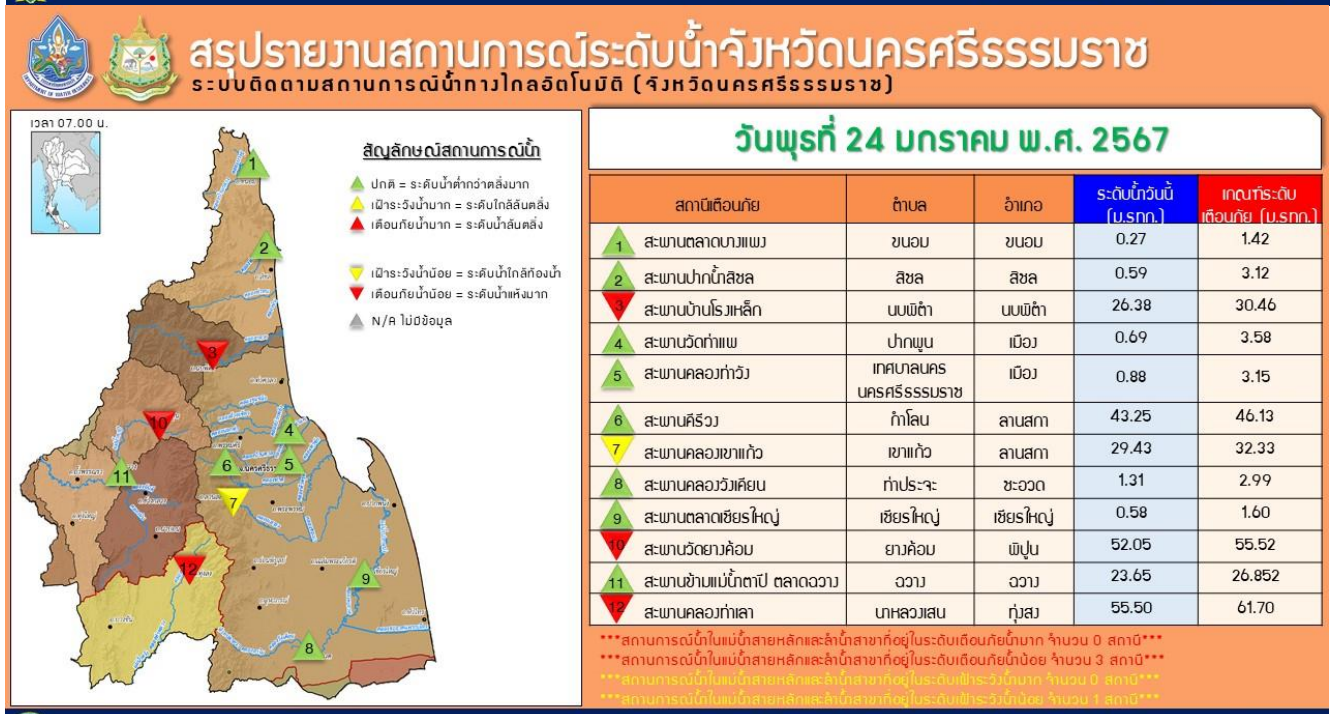 สรุปรายงานสถานการณ์ระดับน้ำจังหวัดนครศรีธรรมราช
ระบบติดตามสถานการณ์น้ำทางไกลอัตโนมัติ (จังหวัดนครศรีธรรมราช)
เวลา 07.00 น.
สัญลักษณ์สถานการณ์น้ำ
ปกติ = ระดับน้ำต่ำกว่าตลิ่งมาก
เฝ้าระวังน้ำมาก = ระดับใกล้ล้นตลิ่ง
เตือนภัยน้ำมาก = ระดับน้ำล้นตลิ่ง
เฝ้าระวังน้ำน้อย = ระดับน้ำใกล้ท้องน้ำ
เตือนภัยน้ำน้อย = ระดับน้ำแห้งมาก
N/A ไม่มีข้อมูล
1
2
3
10
4
11
6
5
7
12
9
8
วันพุธที่ 24 มกราคม พ.ศ. 2567
สถานีเตือนภัย ตำบล อำเภอ ระดับน้ำวันนี้ (ม.รทก.) เกณฑ์ระดับเตือนภัย (ม.รทก.)
1 สะพานตลาดบางแพง ขนอม ขนอม 0.27 1.42
2 สะพานปากน้ำสิชล สิชล สิชล 0.59 3.12
3 สะพานบ้านโรงเหล็ก นบพิตำ นบพิตำ 26.38 30.46
4 สะพานวัดท่าแพ ปากพูน เมือง 0.69 3.58
5 สะพานคลองท่าวัง เทศบาลนครนครศรีธรรมราช เมือง 0.88 3.15
6 สะพานคีรีวง กำโลน ลานสกา 43.25 46.13
7 สะพานคลองเขาแก้ว เขาแก้ว ลานสกา 29.43 32.33
8 สะพานคลองวังเคียน ท่าประจะ ชะอวด 1.31 2.99
9 สะพานตลาดเชียรใหญ่ เชียรใหญ่ เชียรใหญ่ 0.58 1.60
10 สะพานวัดยางค้อม ยางค้อม พิปูน 52.05 55.52
11 สะพานข้ามแม่น้ำตาปี ตลาดฉวาง ฉวาง ฉวาง 23.65 26.852
12 สะพานคลองท่าเลา นาหลวงเสน ทุ่งสง 55.50 61.70
***สถานการณ์น้ำในแม่น้ำสายหลักและลำน้ำสาขาที่อยู่ในระดับเตือนภัยน้ำมาก จำนวน 0 สถานี***
***สถานการณ์น้ำในแม่น้ำสายหลักและลำน้ำสาขาที่อยู่ในระดับเตือนภัยน้ำน้อย จำนวน 3 สถานี***
***สถานการณ์น้ำในแม่น้ำสายหลักและลำน้ำสาขาที่อยู่ในระดับเฝ้าระวังน้ำมาก จำนวน 0 สถานี***
***สถานการณ์น้ำในแม่น้ำสายหลักและลำน้ำสาขาที่อยู่ในระดับเฝ้าระวังน้ำน้อย จำนวน 1 สถานี***